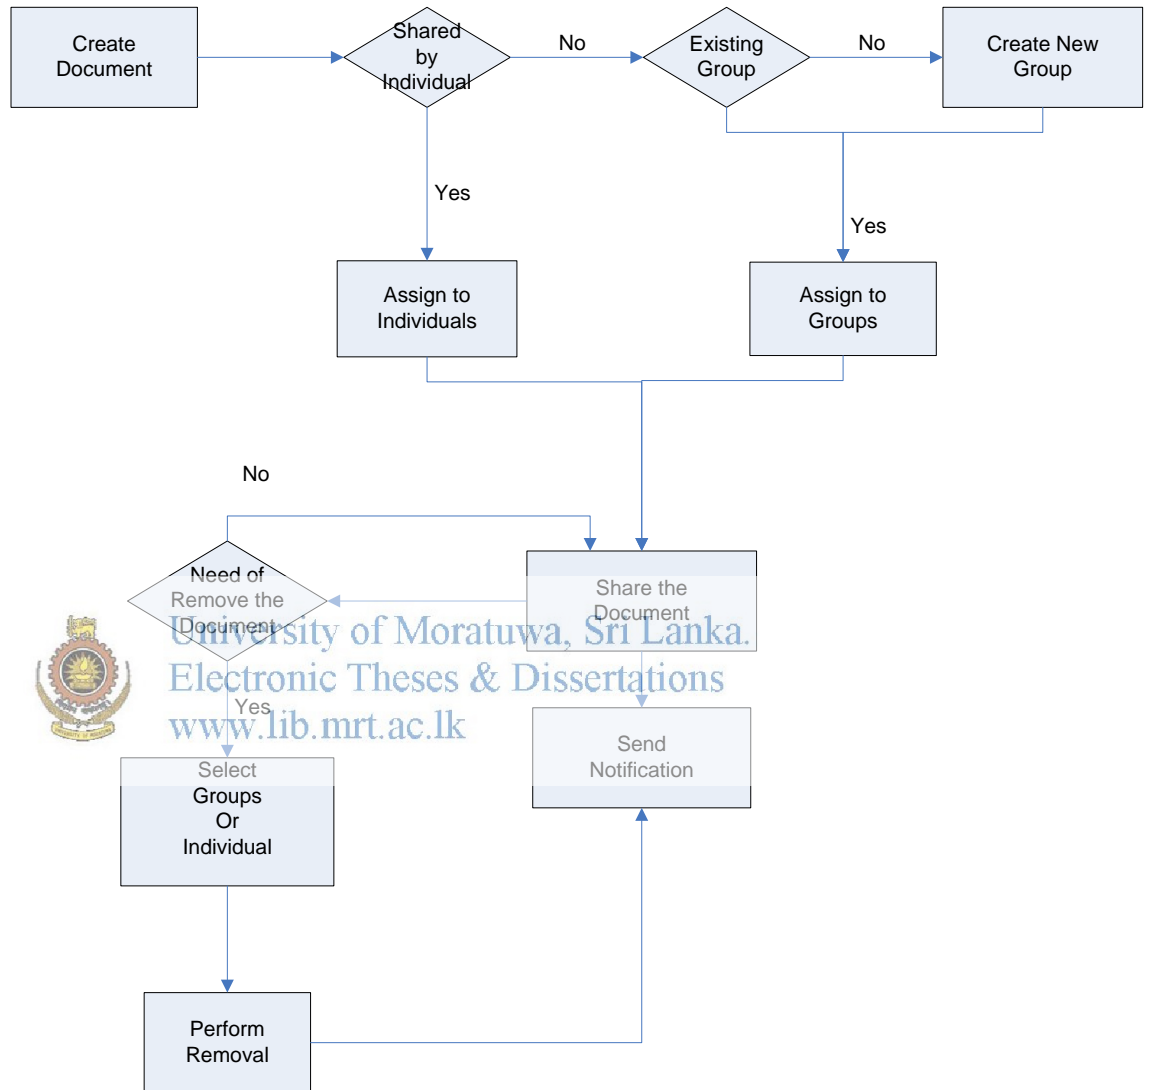 Create
Document
Shared
by
Individual
No
Existing
Group
No
Create New
Group
Yes
Yes
Assign to
Individuals
Assign to
Groups
No
Need of
Remove the
Document
Share the
Document
University of Moratuwa, Sri Lanka.
Electronic Theses & Dissertations
www.lib.mrt.ac.lk
Yes
Send
Notification
Select
Groups
Or
Individual
Perform
Removal